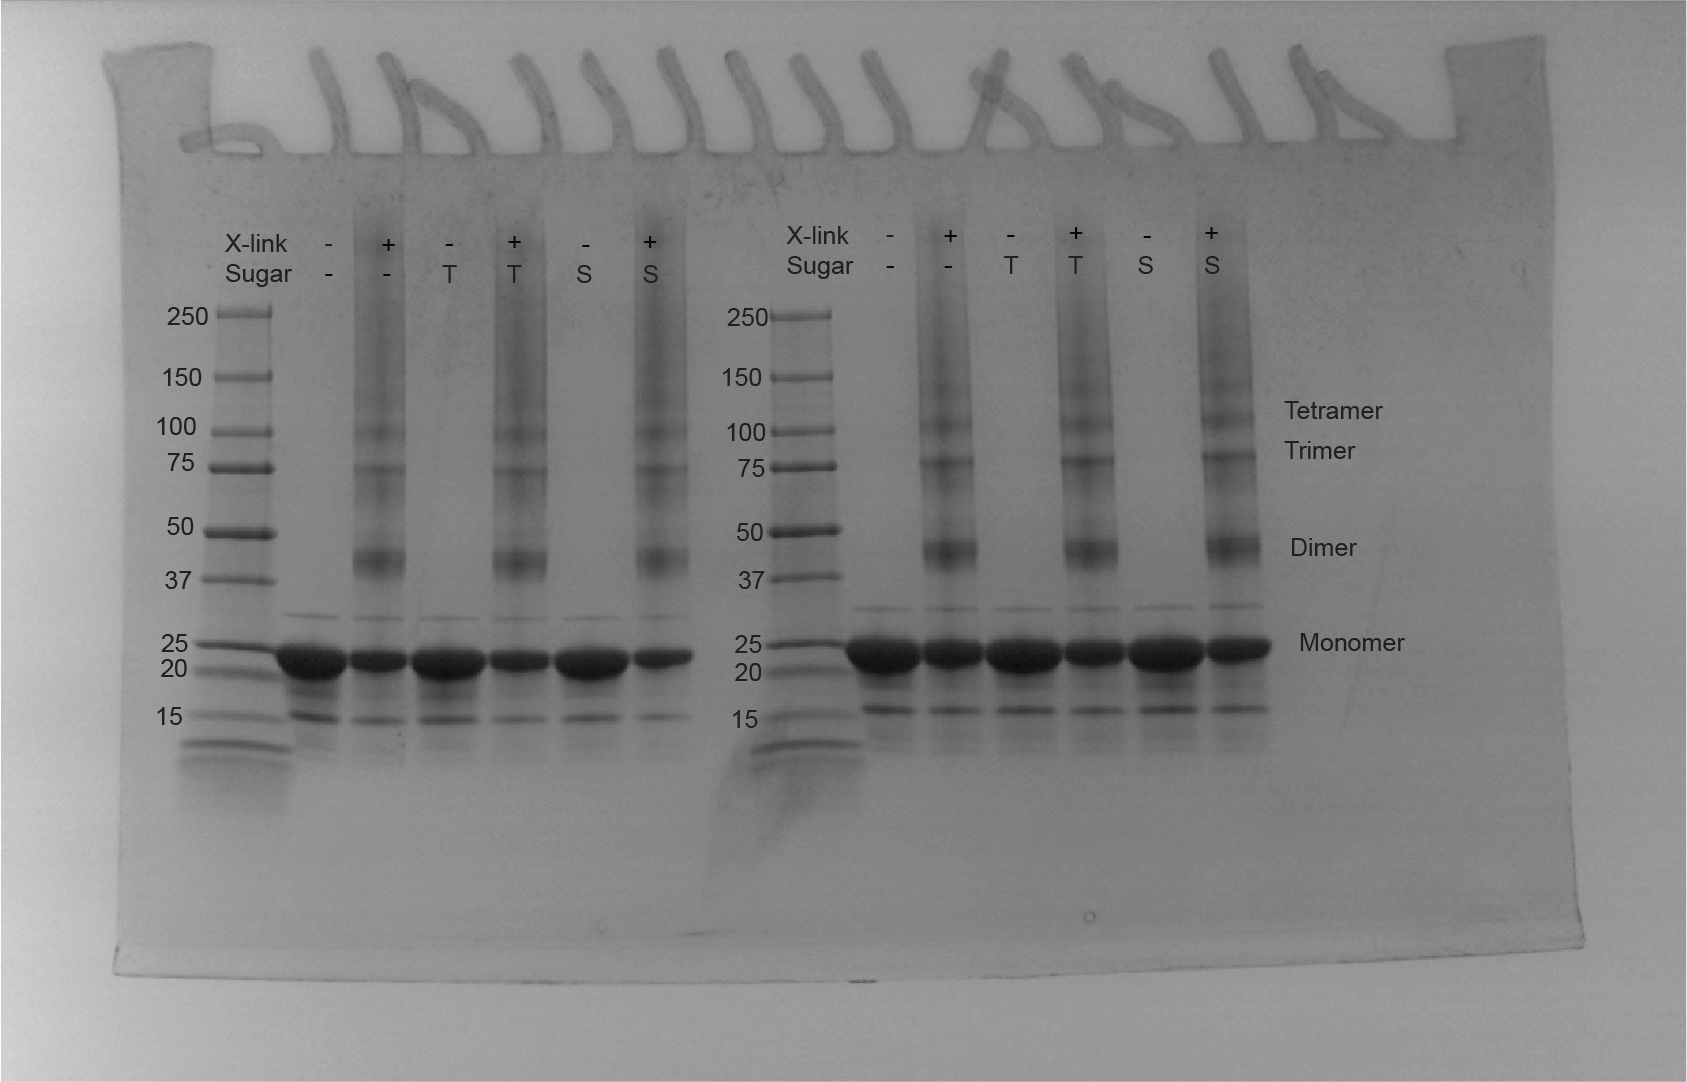 X-link - + - + - +
Sugar - - T T S S
250
150
100
75
50
37
25
20
15
X-link - + - + - +
Sugar - - T T S S
250
150
100
75
50
37
25
20
15
Tetramer
Trimer
Dimer
Monomer